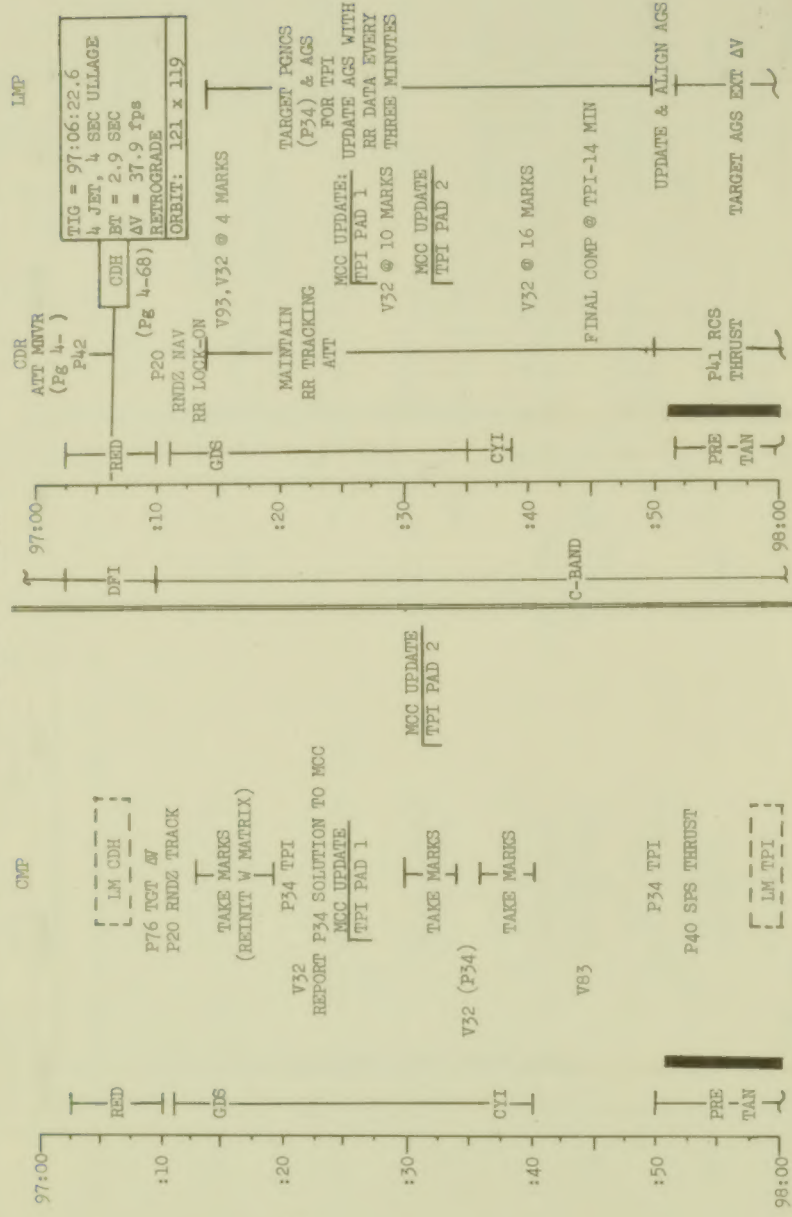 CMP
97:00
:10
:20
:30
:40
:50
98:00
RED
GDS
CYI
PRE
TAN
LM CDH
P76 TGT ΔV
P20 RNDZ TRACK
TAKE MARKS
(REINIT W MATRIX)
P34 TPI
V32
REPORT P34 SOLUTION TO MCC
MCC UPDATE
TPI PAD 1
MCC UPDATE
TPI PAD 2
TAKE MARKS
V32 (P34)
TAKE MARKS
V83
P34 TPI
P40 SPS THRUST
LM TPI
DFI
C-BAND
97:00
:10
:20
:30
:40
:50
98:00
RED
GDS
CYI
PRE
TAN
CDR
ATT MNVR
(Pg 4- )
P42
CDH
(Pg 4-68)
P20
RNDZ NAV
RR LOCK-ON
MAINTAIN
RR TRACKING
ATT
P41 RCS
THRUST
LMP
TIG = 97:06:22.6
4 JET, 4 SEC ULLAGE
BT = 2.9 SEC
ΔV = 37.9 fps
RETROGRADE
ORBIT: 121 x 119
V93,V32 @ 4 MARKS
TARGET PGNCS
(P34) & AGS
FOR TPI
UPDATE AGS WITH
RR DATA EVERY
THREE MINUTES
MCC UPDATE:
TPI PAD 1
V32 @ 10 MARKS
MCC UPDATE
TPI PAD 2
V32 @ 16 MARKS
FINAL COMP @ TPI-14 MIN
UPDATE & ALIGN AGS
TARGET AGS EXT ΔV